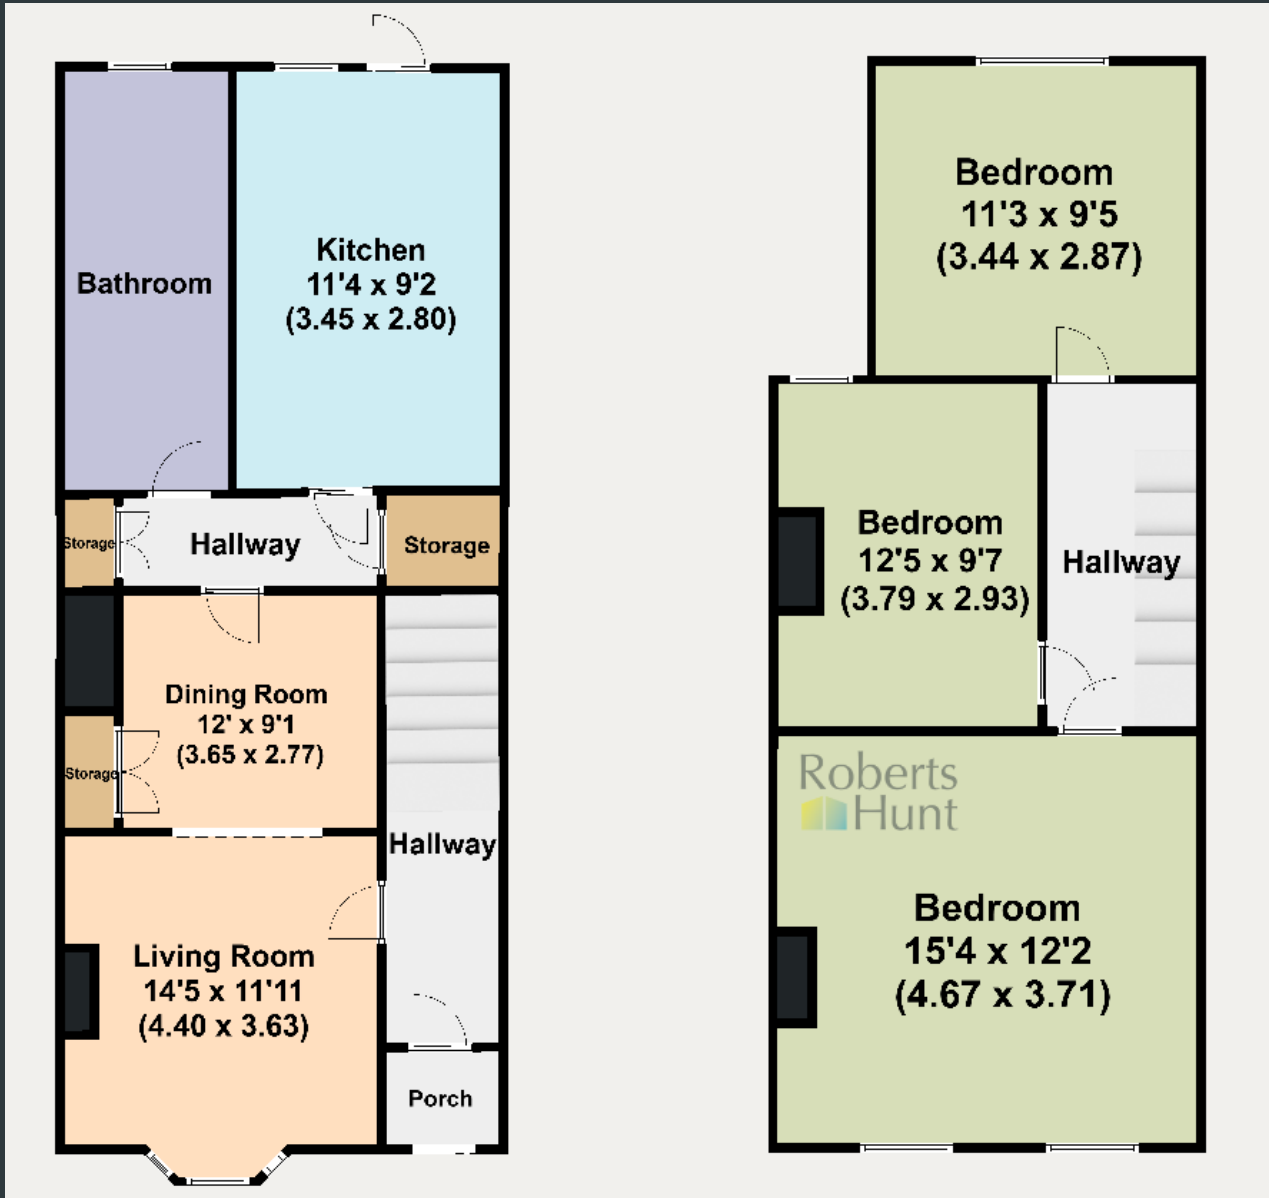 Bathroom
Kitchen
11'4 x 9'2
(3.45 x 2.80)
Storage
Hallway
Storage
Dining Room
12' x 9'1
(3.65 x 2.77)
Storage
Hallway
Living Room
14'5 x 11'11
(4.40 x 3.63)
Porch
Bedroom
11'3 x 9'5
(3.44 x 2.87)
Bedroom
12'5 x 9'7
(3.79 x 2.93)
Hallway
Roberts
Hunt
Bedroom
15'4 x 12'2
(4.67 x 3.71)